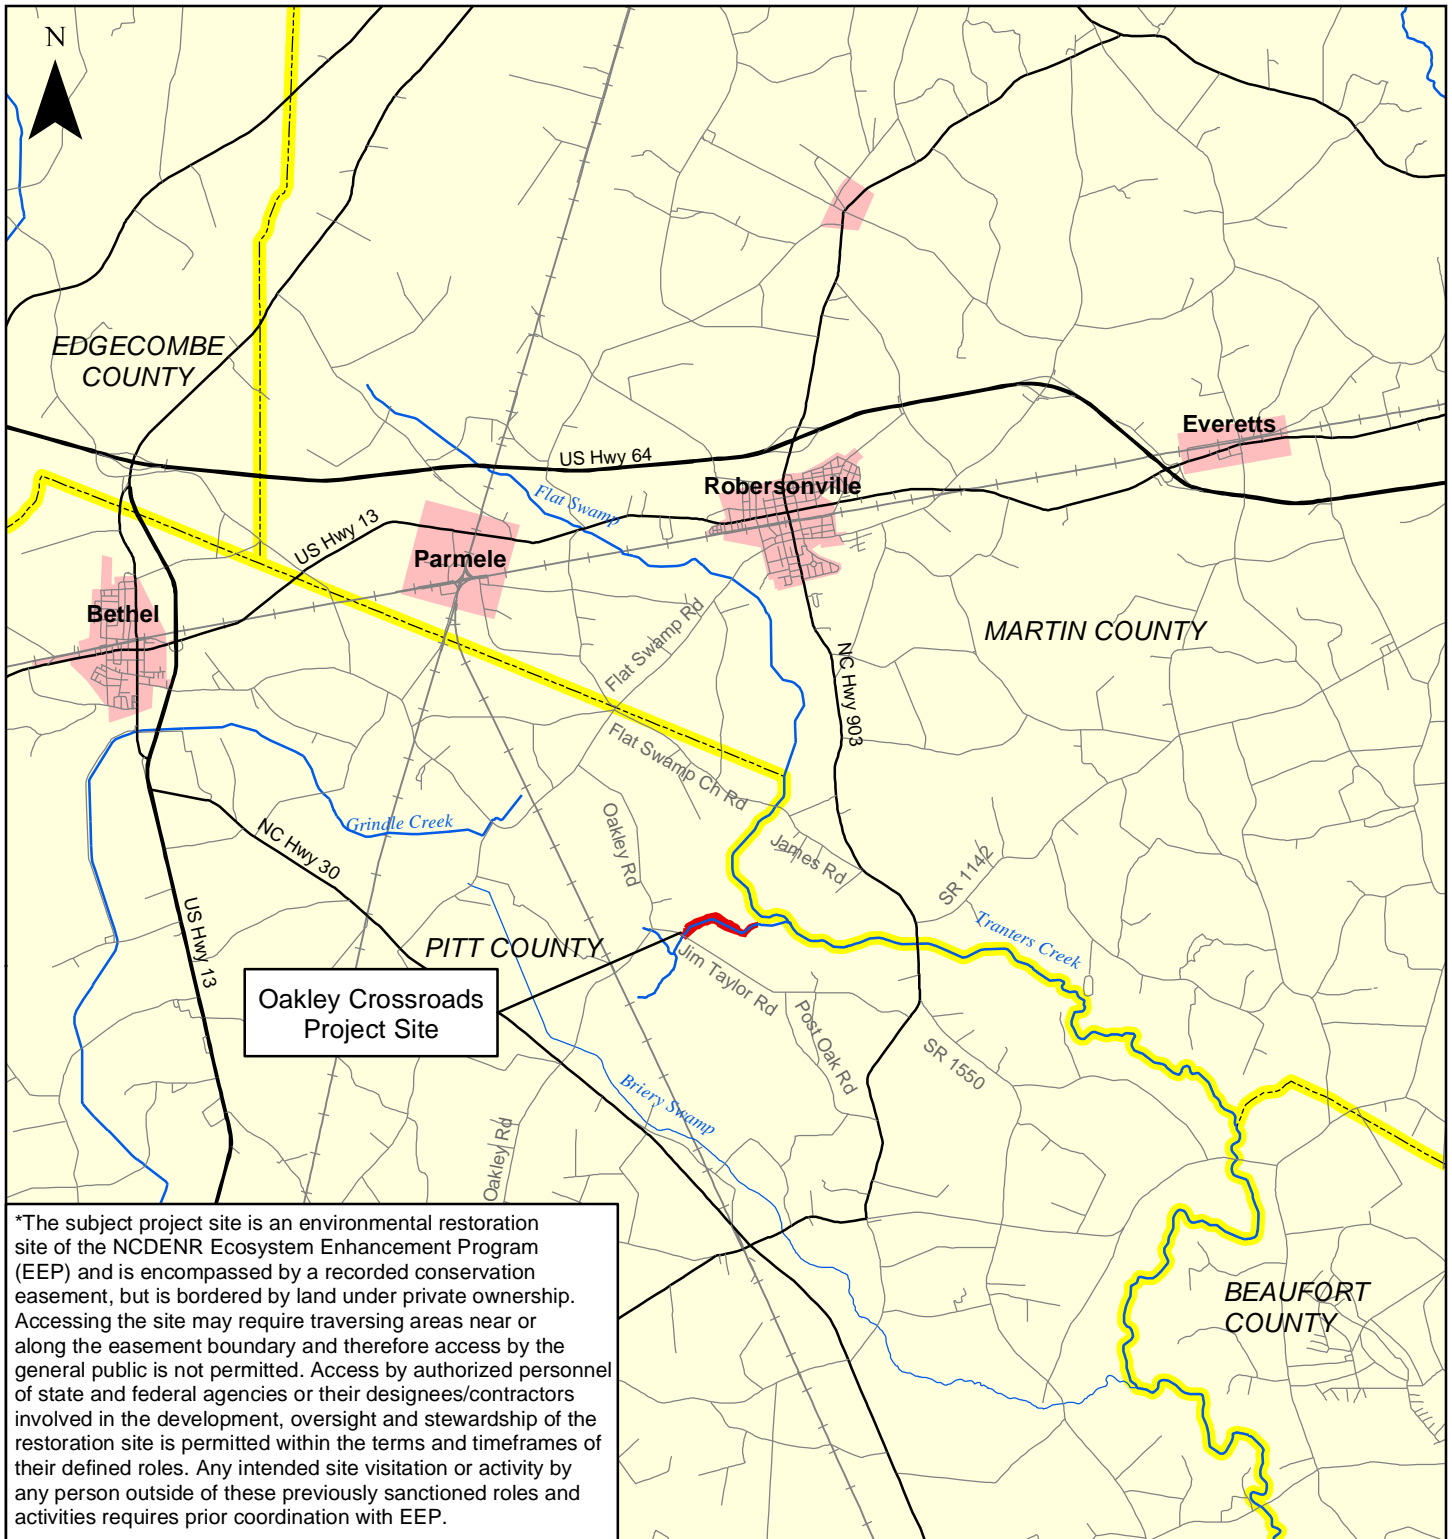 N
EDGECOMBE
COUNTY
Everetts
US Hwy 64
Robersonville
Flat Swamp
US Hwy 13
Parmele
Bethel
Flat Swamp Rd
MARTIN COUNTY
NC Hwy 903
Flat Swamp Ch Rd
Grindle Creek
NC Hwy 30
Oakley Rd
James Rd
SR 1142
US Hwy 13
PITT COUNTY
Tranters Creek
Jim Taylor Rd
Oakley Crossroads
Project Site
Post Oak Rd
SR 1550
Briery Swamp
Oakley Rd
*The subject project site is an environmental restoration
site of the NCDENR Ecosystem Enhancement Program
(EEP) and is encompassed by a recorded conservation
easement, but is bordered by land under private ownership.
Accessing the site may require traversing areas near or
along the easement boundary and therefore access by the
general public is not permitted. Access by authorized personnel
of state and federal agencies or their designees/contractors
involved in the development, oversight and stewardship of the
restoration site is permitted within the terms and timeframes of
their defined roles. Any intended site visitation or activity by
any person outside of these previously sanctioned roles and
activities requires prior coordination with EEP.
BEAUFORT
COUNTY